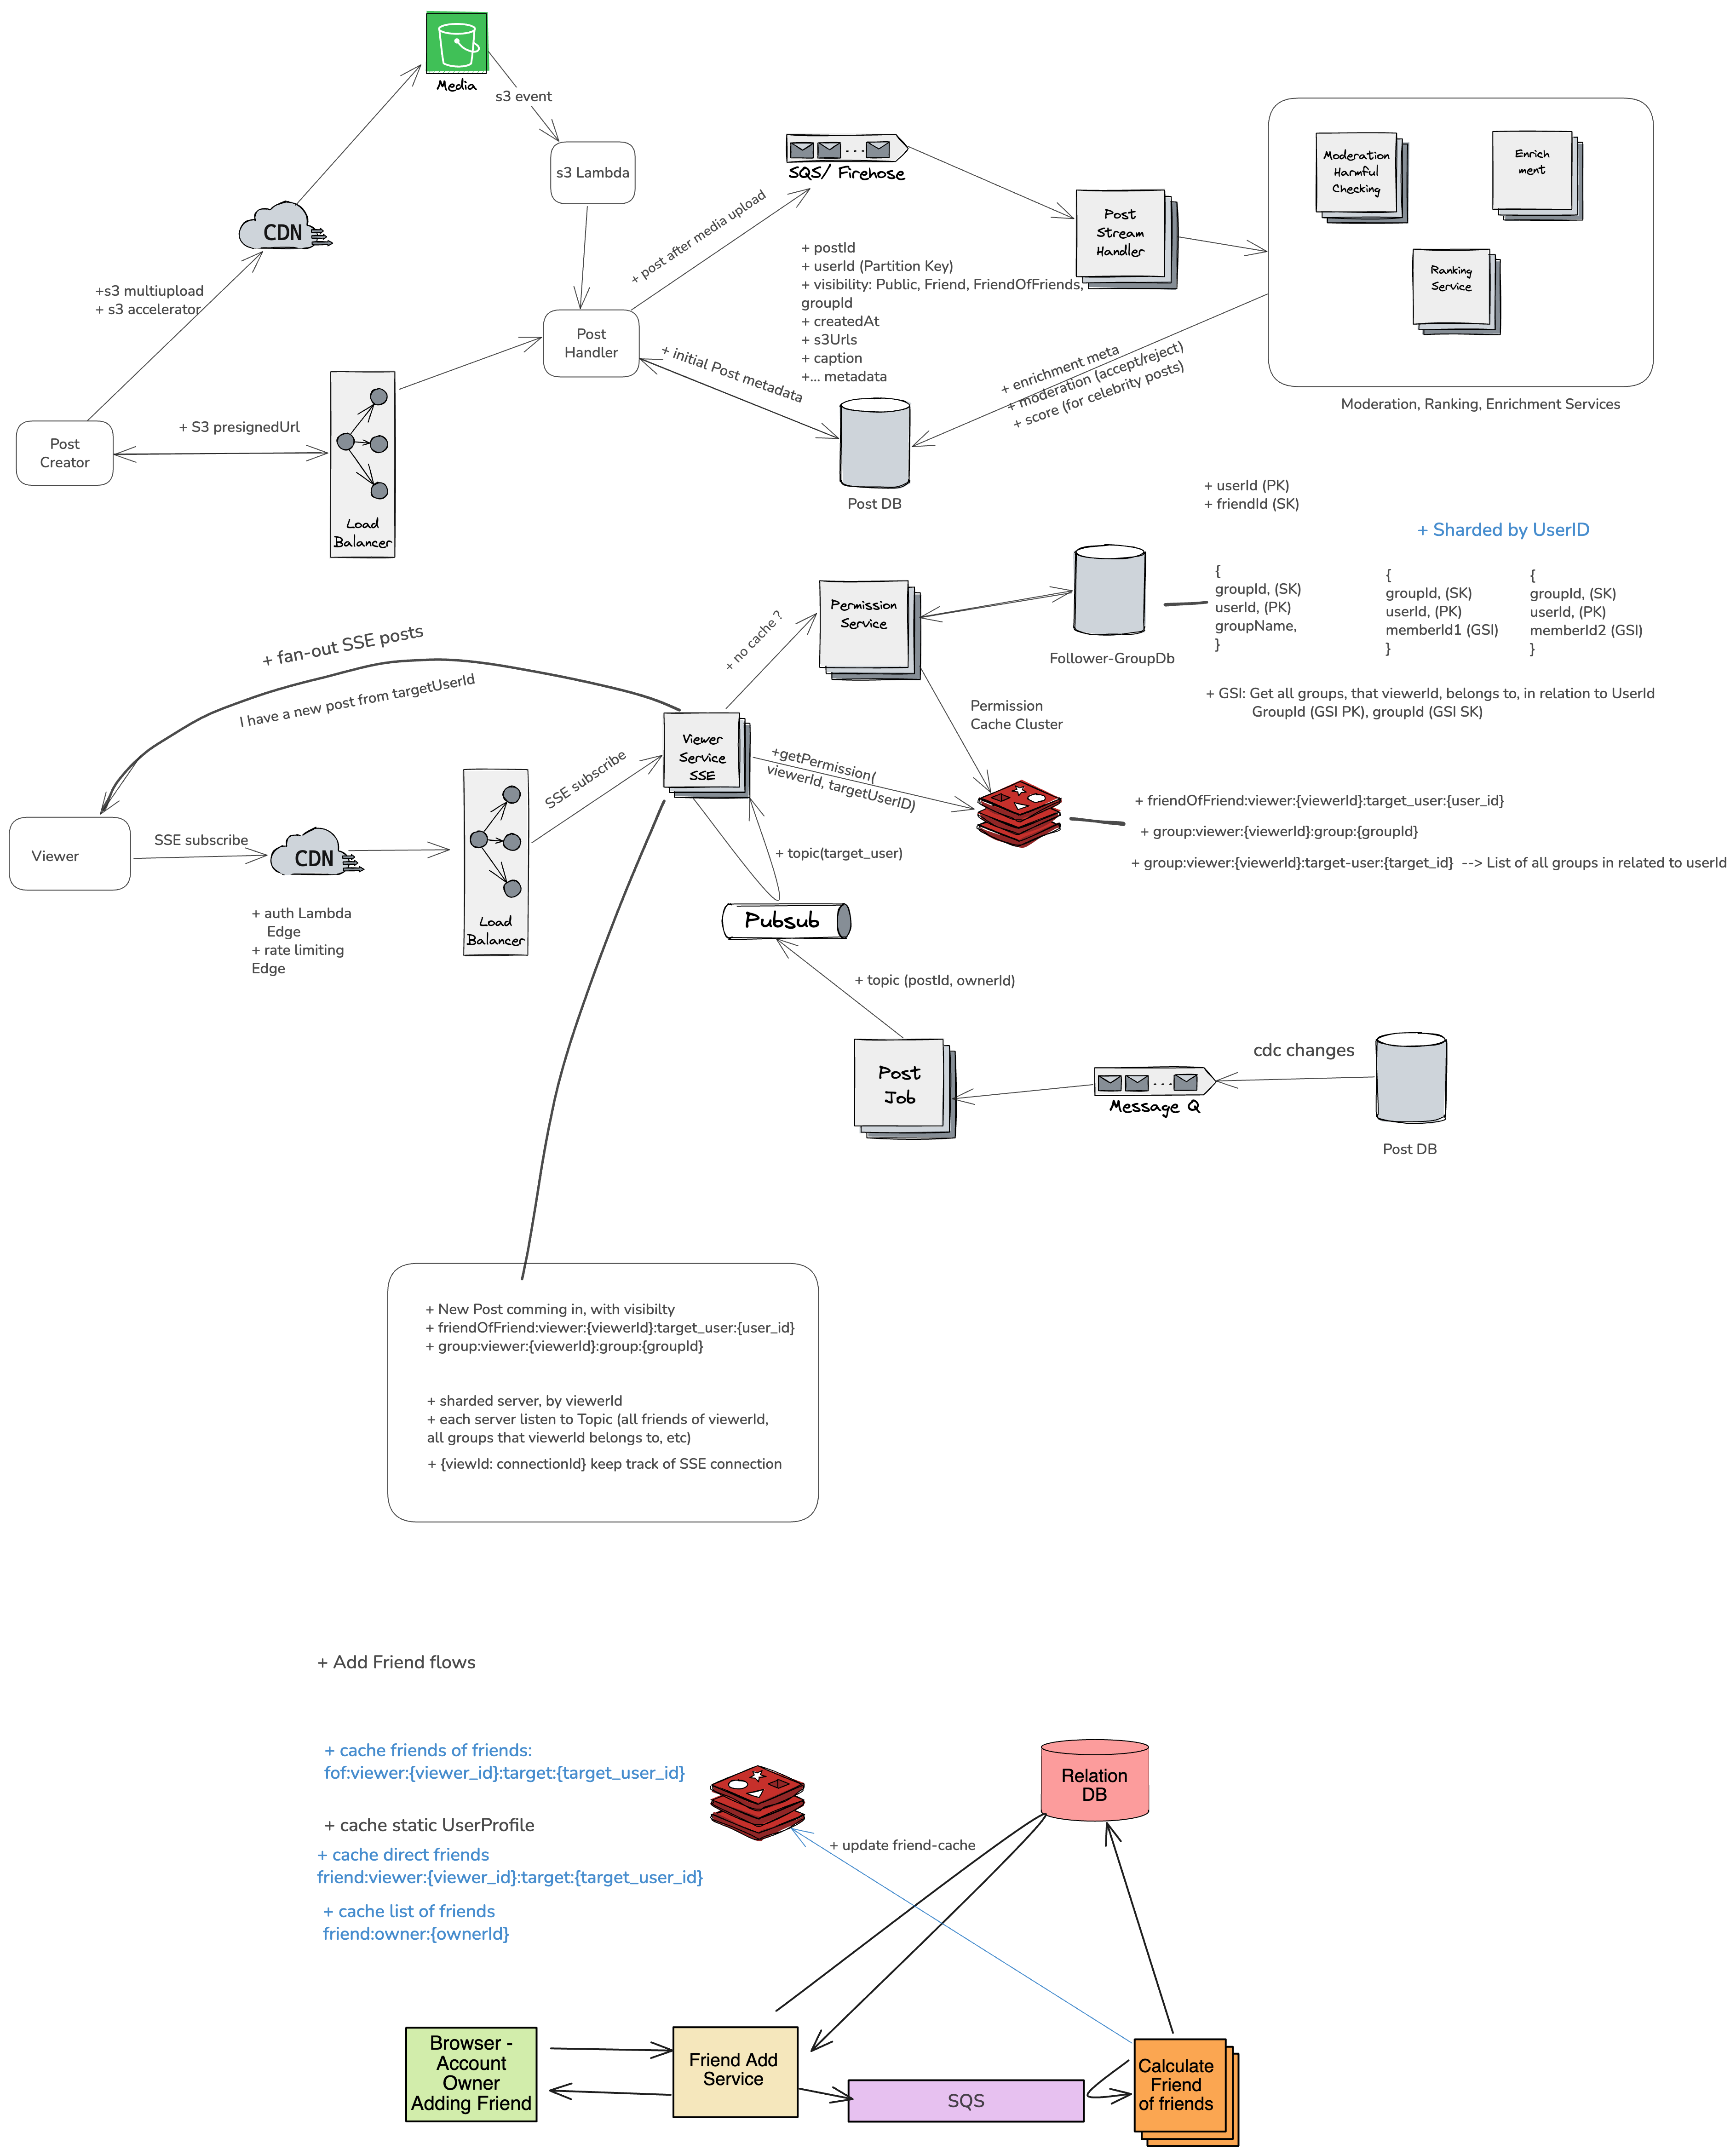 Media
s3 event
s3 Lambda
SQS/ Firehose
Moderation
Harmful
Checking
Enrich
ment
Ranking
Service
Moderation, Ranking, Enrichment Services
CDN
+s3 multiupload
+ s3 accelerator
+ post after media upload
Post
Stream
Handler
+ postId
+ userId (Partition Key)
+ visibility: Public, Friend, FriendOfFriends,
groupId
+ createdAt
+ s3Urls
+ caption
+... metadata
Post
Handler
+ initial Post metadata
+ enrichment meta
+ moderation (accept/reject)
+ score (for celebrity posts)
Post
Creator
+ S3 presignedUrl
Load
Balancer
Post DB
+ userId (PK)
+ friendId (SK)
+ Sharded by UserID
{
groupId, (SK)
userId, (PK)
groupName,
}
{
groupId, (SK)
userId, (PK)
memberId1 (GSI)
}
{
groupId, (SK)
userId, (PK)
memberId2 (GSI)
}
+ GSI: Get all groups, that viewerId, belongs to, in relation to UserId
GroupId (GSI PK), groupId (GSI SK)
Permission
Service
Follower-GroupDb
+ no cache ?
+ fan-out SSE posts
I have a new post from targetUserId
Viewer
Service
SSE
Permission
Cache Cluster
+getPermission(
viewerId, targetUserID)
SSE subscribe
Viewer
SSE subscribe
CDN
+ auth Lambda
Edge
+ rate limiting
Edge
Load
Balancer
+ topic(target_user)
+ friendOfFriend:viewer:{viewerId}:target_user:{user_id}
+ group:viewer:{viewerId}:group:{groupId}
+ group:viewer:{viewerId}:target-user:{target_id}  --> List of all groups in related to userId
Pubsub
+ topic (postId, ownerId)
Post
Job
Message Q
cdc changes
Post DB
+ New Post comming in, with visibilty
+ friendOfFriend:viewer:{viewerId}:target_user:{user_id}
+ group:viewer:{viewerId}:group:{groupId}
+ sharded server, by viewerId
+ each server listen to Topic (all friends of viewerId,
all groups that viewerId belongs to, etc)
+ {viewId: connectionId} keep track of SSE connection
+ Add Friend flows
+ cache friends of friends:
fof:viewer:{viewer_id}:target:{target_user_id}
+ cache static UserProfile
+ cache direct friends
friend:viewer:{viewer_id}:target:{target_user_id}
+ cache list of friends
friend:owner:{ownerId}
+ update friend-cache
Relation
DB
Browser -
Account
Owner
Adding Friend
Friend Add
Service
SQS
Calculate
Friend
of friends